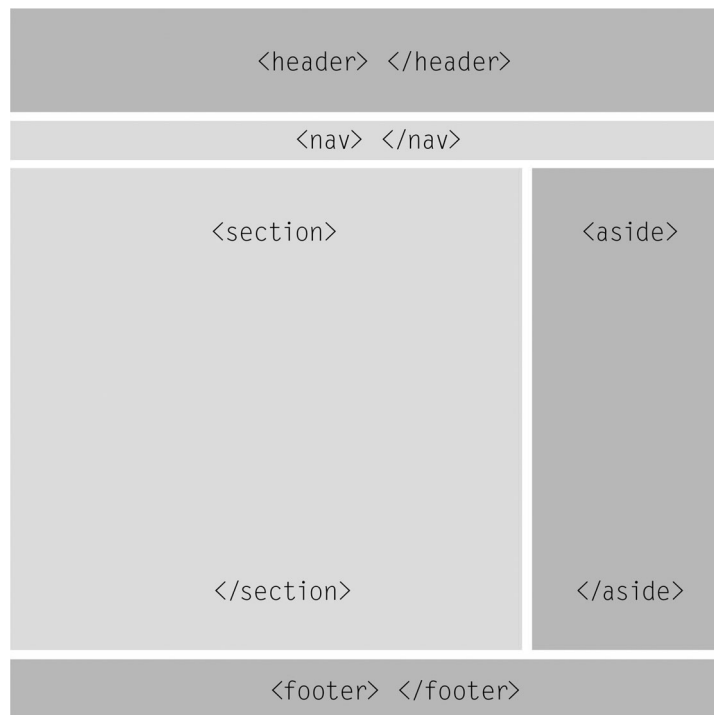 <header> </header>
<nav> </nav>
<section>
</section>
<aside>
</aside>
<footer> </footer>